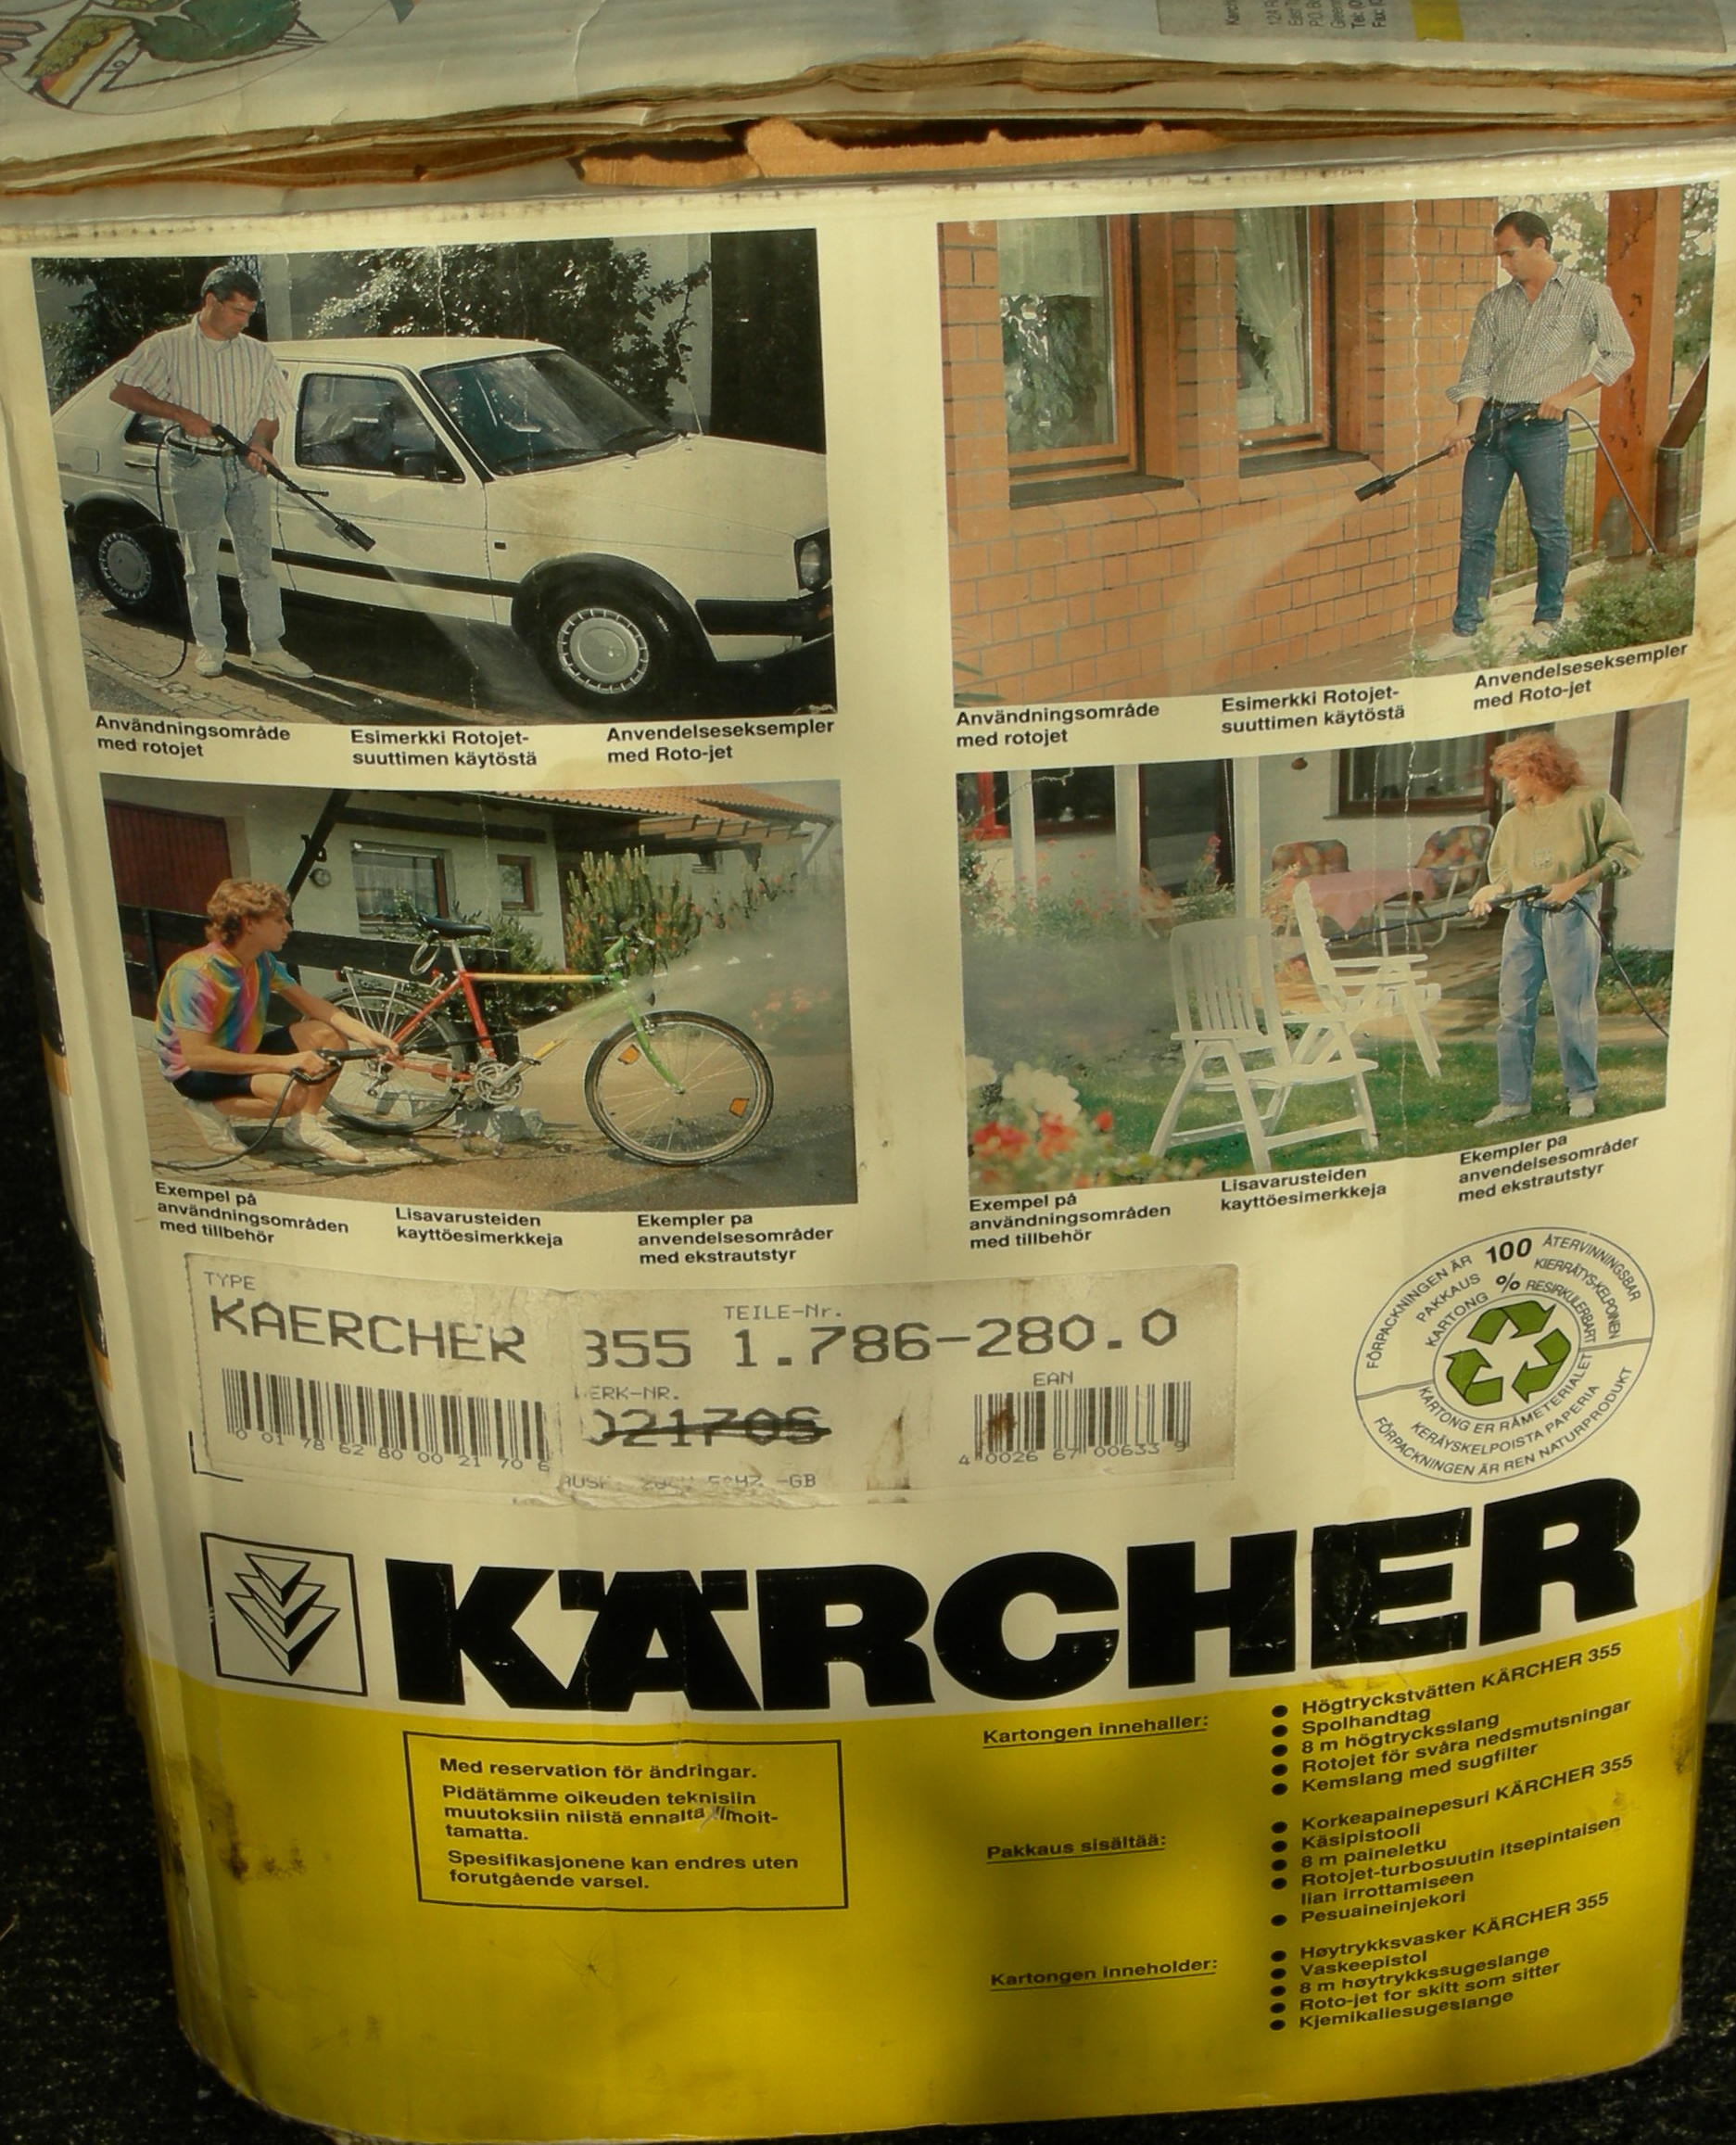 Användningsområde
med rotojet
Esimerkki Rotojet-
suuttimen käytöstä
Anvendelseseksempler
med Roto-jet
Användningsområde
med rotojet
Esimerkki Rotojet-
suuttimen käytöstä
Anvendelseseksempler
med Roto-jet
Exempel på
användningsområden
med tillbehör
Lisavarusteiden
kayttöesimerkkeja
Ekempler pa
anvendelsesområder
med ekstrautstyr
Exempel på
användningsområden
med tillbehör
Lisavarusteiden
kayttöesimerkkeja
Ekempler pa
anvendelsesområder
med ekstrautstyr
TYPE
KAERCHER 355
TEILE-Nr.
1.786-280.0
ERK-NR.
021706
0 01 78 62 80 00 21 70 6
EAN
4 0026 67 00633 9
-GB
FÖRPACKNINGEN ÄR 100 % ÅTERVINNINGSBAR
PAKKAUS KIERRÄTYS-KELPOINEN
KARTONG RESIRKULERBART
KARTONG ER RÅMETERIALET
KERÄYSKELPOISTA PAPERIA
FÖRPACKNINGEN ÄR REN NATURPRODUKT
KÄRCHER
Med reservation för ändringar.
Pidätämme oikeuden teknisiin
muutoksiin niistä ennalta ilmoit-
tamatta.
Spesifikasjonene kan endres uten
forutgående varsel.
Kartongen innehaller:
Högtryckstvätten KÄRCHER 355
Spolhandtag
8 m högtrycksslang
Rotojet för svåra nedsmutsningar
Kemslang med sugfilter
Pakkaus sisältää:
Korkeapainepesuri KÄRCHER 355
Käsipistooli
8 m paineletku
Rotojet-turbosuutin itsepintaisen
lian irrottamiseen
Pesuaineinjekori
Kartongen inneholder:
Høytrykksvasker KÄRCHER 355
Vaskeepistol
8 m høytrykkssugeslange
Roto-jet for skitt som sitter
Kjemikaliesugeslange